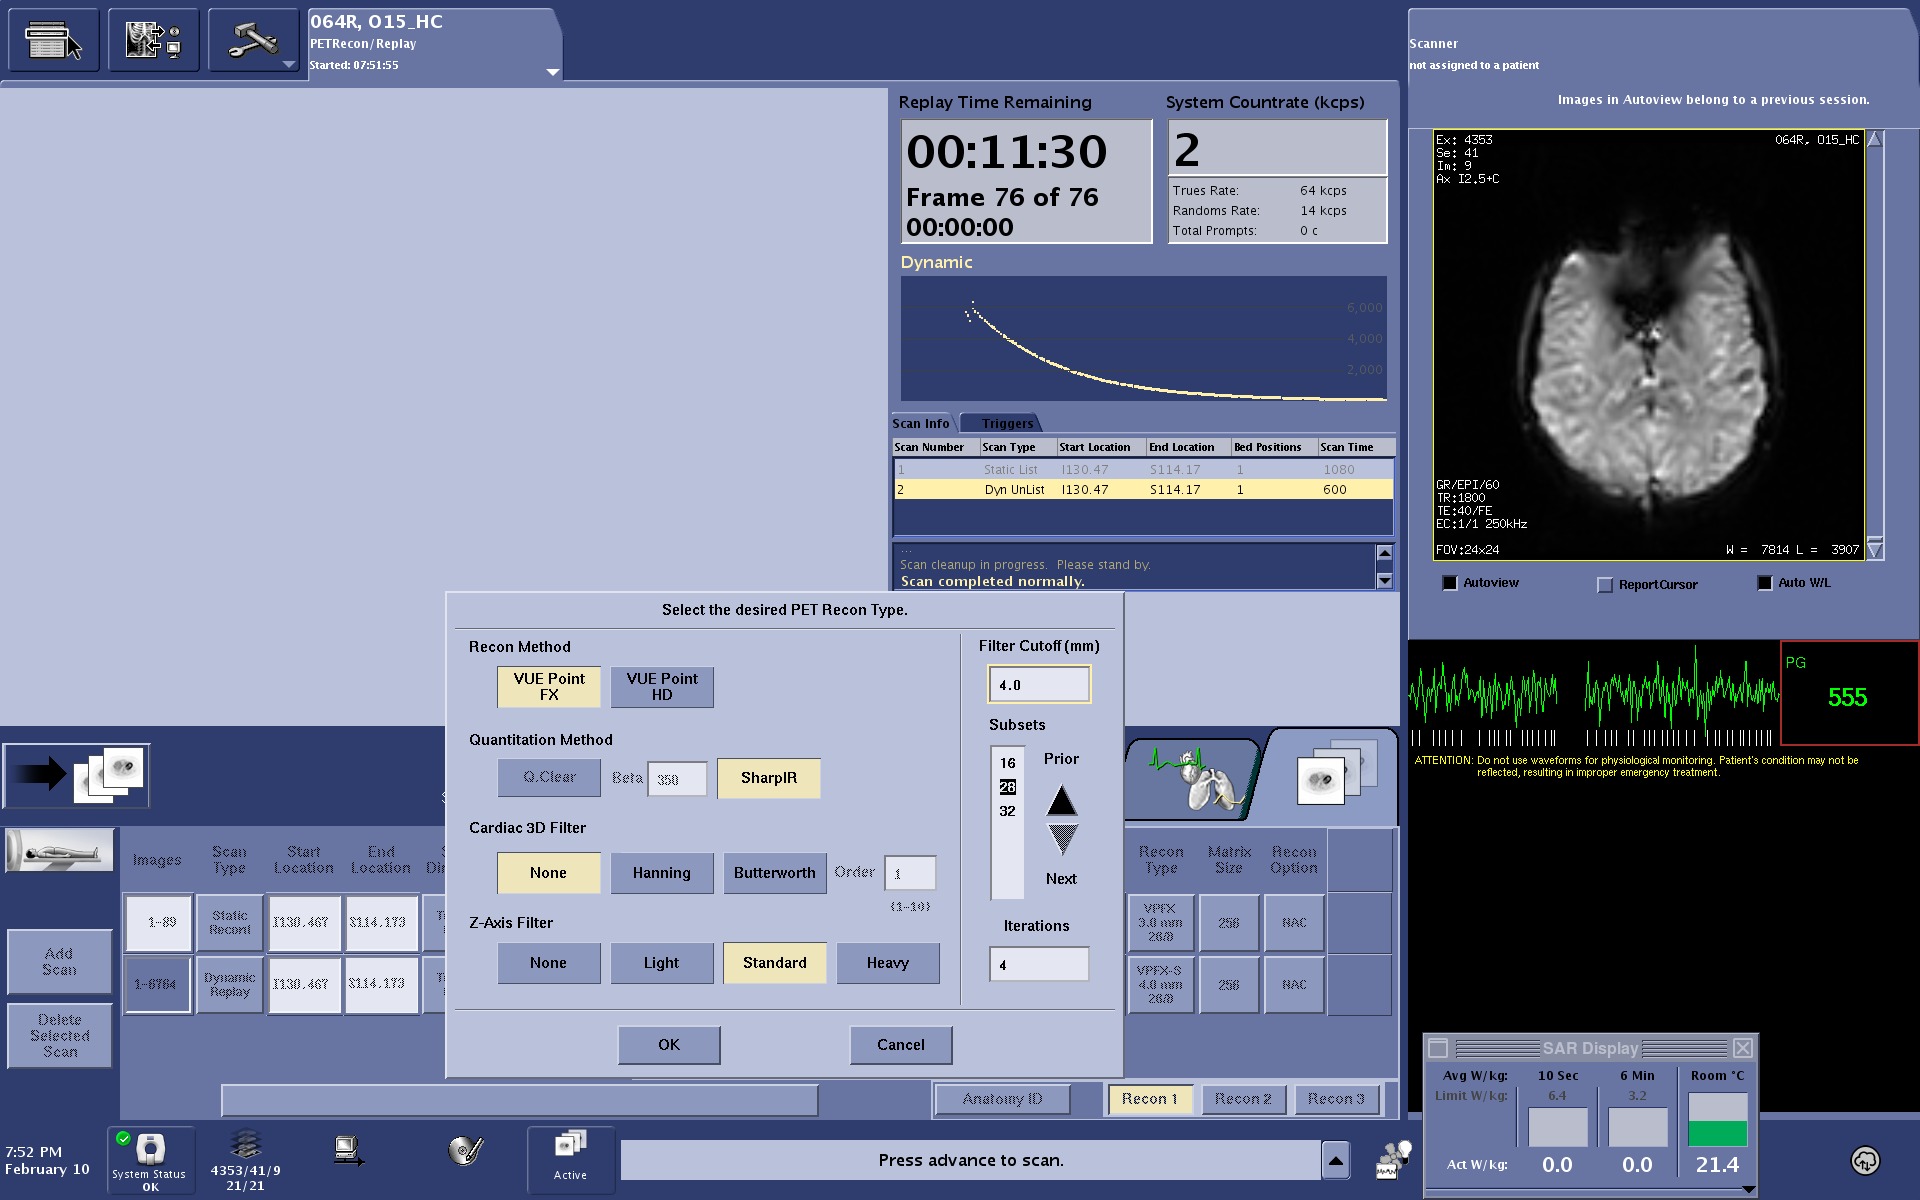 064R, O15_HC
PETRecon/Replay
Started: 07:51:55
Replay Time Remaining
00:11:30
Frame 76 of 76
00:00:00
System Countrate (kcps)
2
Trues Rate: 64 kcps
Randoms Rate: 14 kcps
Total Prompts: 0 c
Dynamic
6,000
4,000
2,000
Scan Info Triggers
Scan Number Scan Type Start Location End Location Bed Positions Scan Time
1 Static List I130.47 S114.17 1 1080
2 Dyn UnList I130.47 S114.17 1 600
...
Scan cleanup in progress. Please stand by.
Scan completed normally.
Select the desired PET Recon Type.
Recon Method
VUE Point FX
VUE Point HD
Quantitation Method
Q.Clear Beta 350 SharpIR
Cardiac 3D Filter
None Hanning Butterworth Order 1
(1-10)
Z-Axis Filter
None Light Standard Heavy
Filter Cutoff (mm)
4.0
Subsets
16
28
32
Prior
Next
Iterations
4
OK Cancel
Images
Scan Type
Start Location
End Location
Recon Type
Matrix Size
Recon Option
1-89 Static Recon1 I130.467 S114.173
VPFX 3.0 mm 256 NAC
Dynamic Replay I130.467 S114.173
VPFX-S 4.0 mm 256 NAC
Add Scan
Delete Selected Scan
Anatomy ID Recon 1 Recon 2 Recon 3
7:52 PM
February 10
System Status
OK
4353/41/9
21/21
Active
Press advance to scan.
Scanner
not assigned to a patient
Images in Autoview belong to a previous session.
Ex: 4353
Se: 41
Im: 9
Ax I2.5+C
064R, O15_HC
GR/EPI/60
TR:1800
TE:40/FE
EC:1/1 250kHz
FOV:24x24
W = 7814 L = 3907
Autoview ReportCursor Auto W/L
PG
555
ATTENTION: Do not use waveforms for physiological monitoring. Patient's condition may not be
reflected, resulting in improper emergency treatment.
SAR Display
Avg W/kg: 10 Sec 6 Min Room °C
Limit W/kg: 6.4 3.2
Act W/kg: 0.0 0.0 21.4